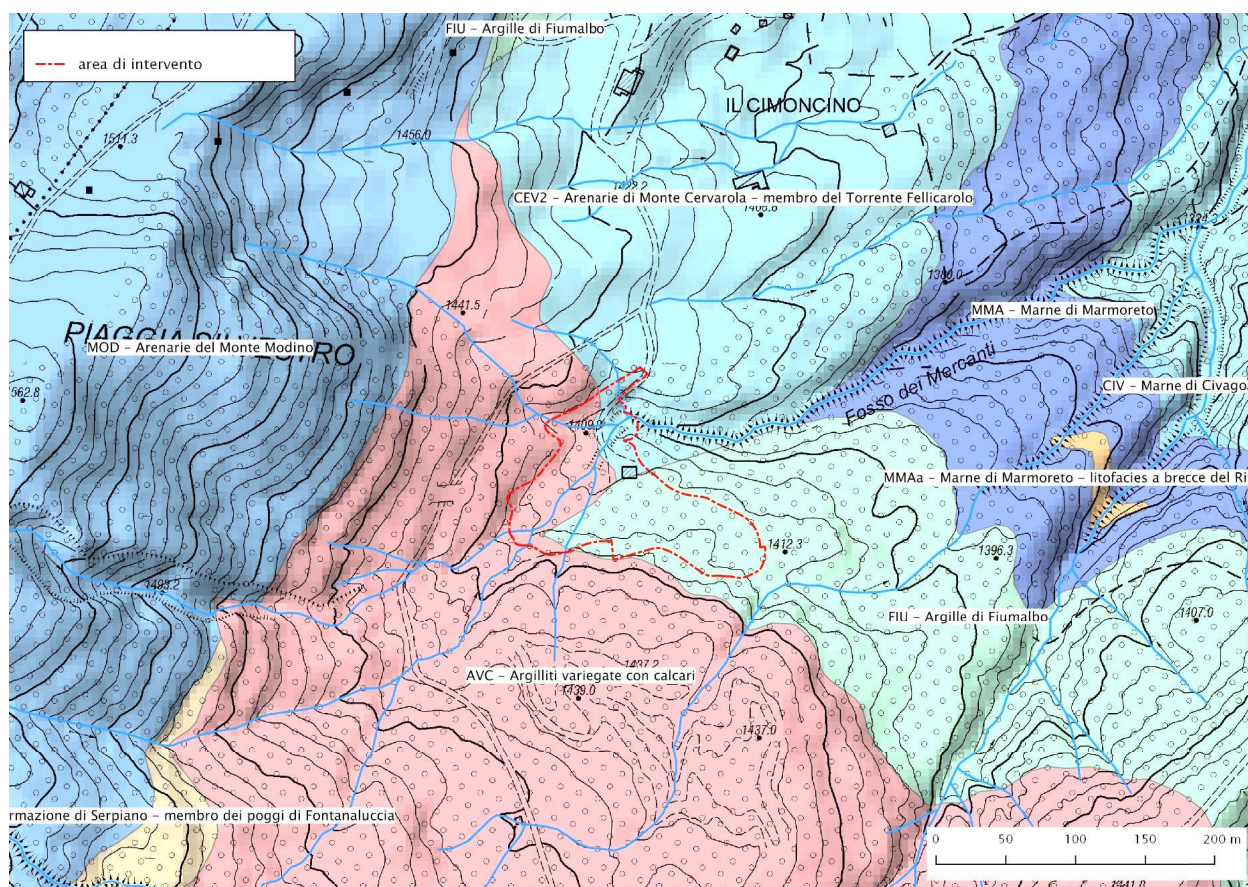 FIU - Argille di Fiumalbo
area di intervento
IL CIMONCINO
1511.3
1456.0
CEV2 - Arenarie di Monte Cervarola - membro del Torrente Fellicarolo
1380.0
1441.5
MMA - Marne di Marmoreto
PIAGGIA
MOD - Arenarie del Monte Modino
Fosso dei Mercanti
CIV - Marne di Civago
MMAa - Marne di Marmoreto - litofacies a brecce del Ri
1412.3
1396.3
1493.2
FIU - Argille di Fiumalbo
1407.0
1437.2
AVC - Argilliti variegate con calcari
1439.0
1437.0
rmazione di Serpiano - membro dei poggi di Fontanaluccia
0 50 100 150 200 m